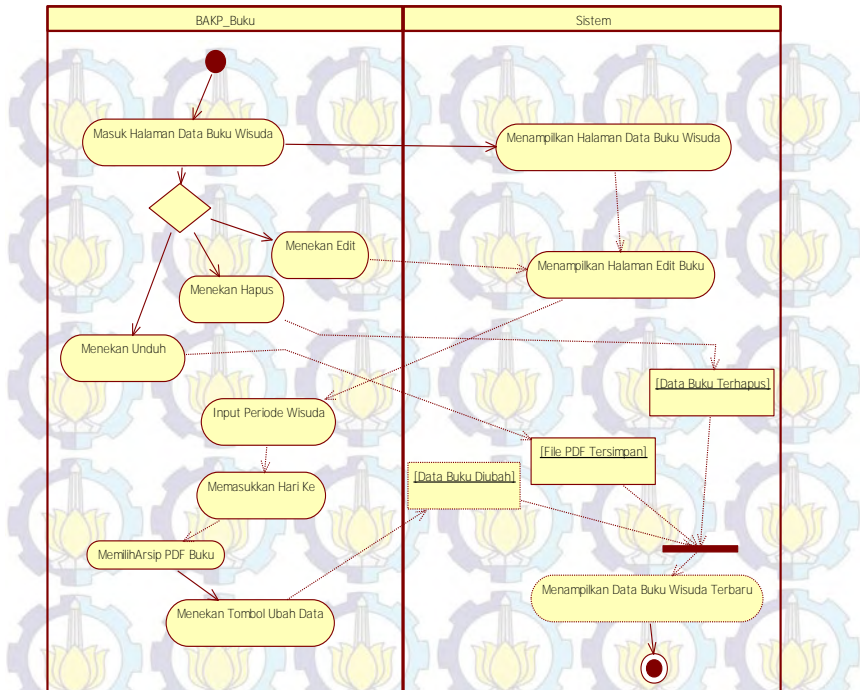 BAKP_Buku
Sistem
Masuk Halaman Data Buku Wisuda
Menampilkan Halaman Data Buku Wisuda
Menekan Edit
Menampilkan Halaman Edit Buku
Menekan Hapus
Menekan Unduh
[Data Buku Terhapus]
Input Periode Wisuda
[File PDF Tersimpan]
[Data Buku Diubah]
Memasukkan Hari Ke
MemilihArsip PDF Buku
Menampilkan Data Buku Wisuda Terbaru
Menekan Tombol Ubah Data